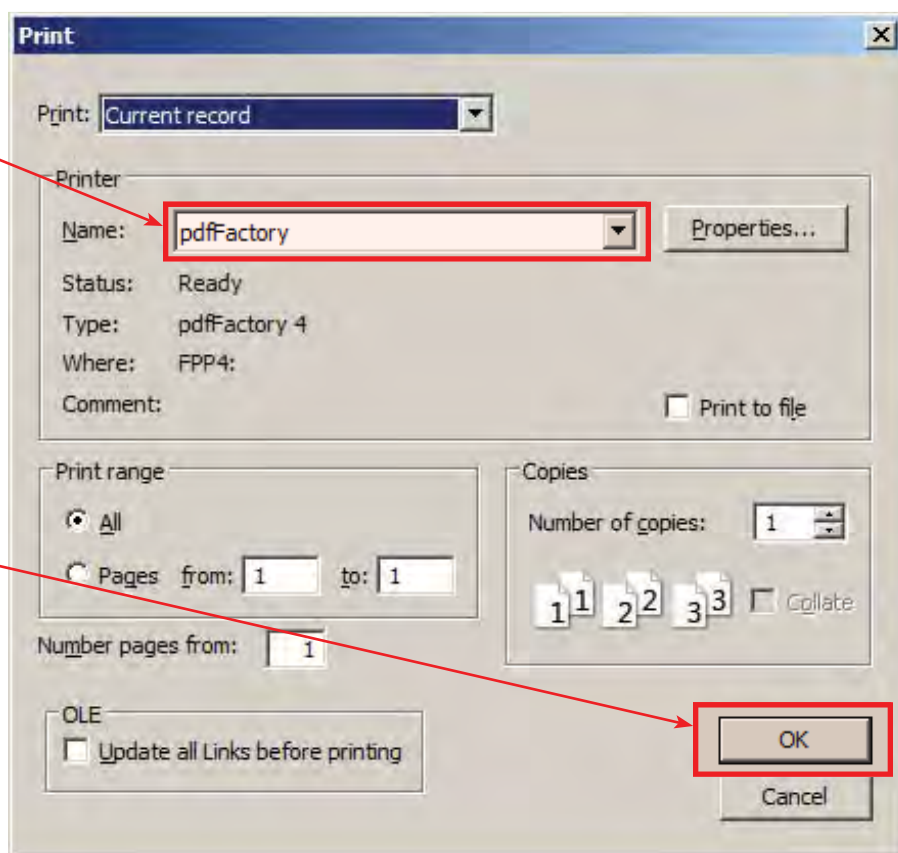 Print
Print: Current record
Printer
Name: pdfFactory Properties...
Status: Ready
Type: pdfFactory 4
Where: FPP4:
Comment: Print to file
Print range
All
Pages from: 1 to: 1
Copies
Number of copies: 1
1 1 2 2 3 3 Collate
Number pages from: 1
OLE
Update all Links before printing
OK
Cancel